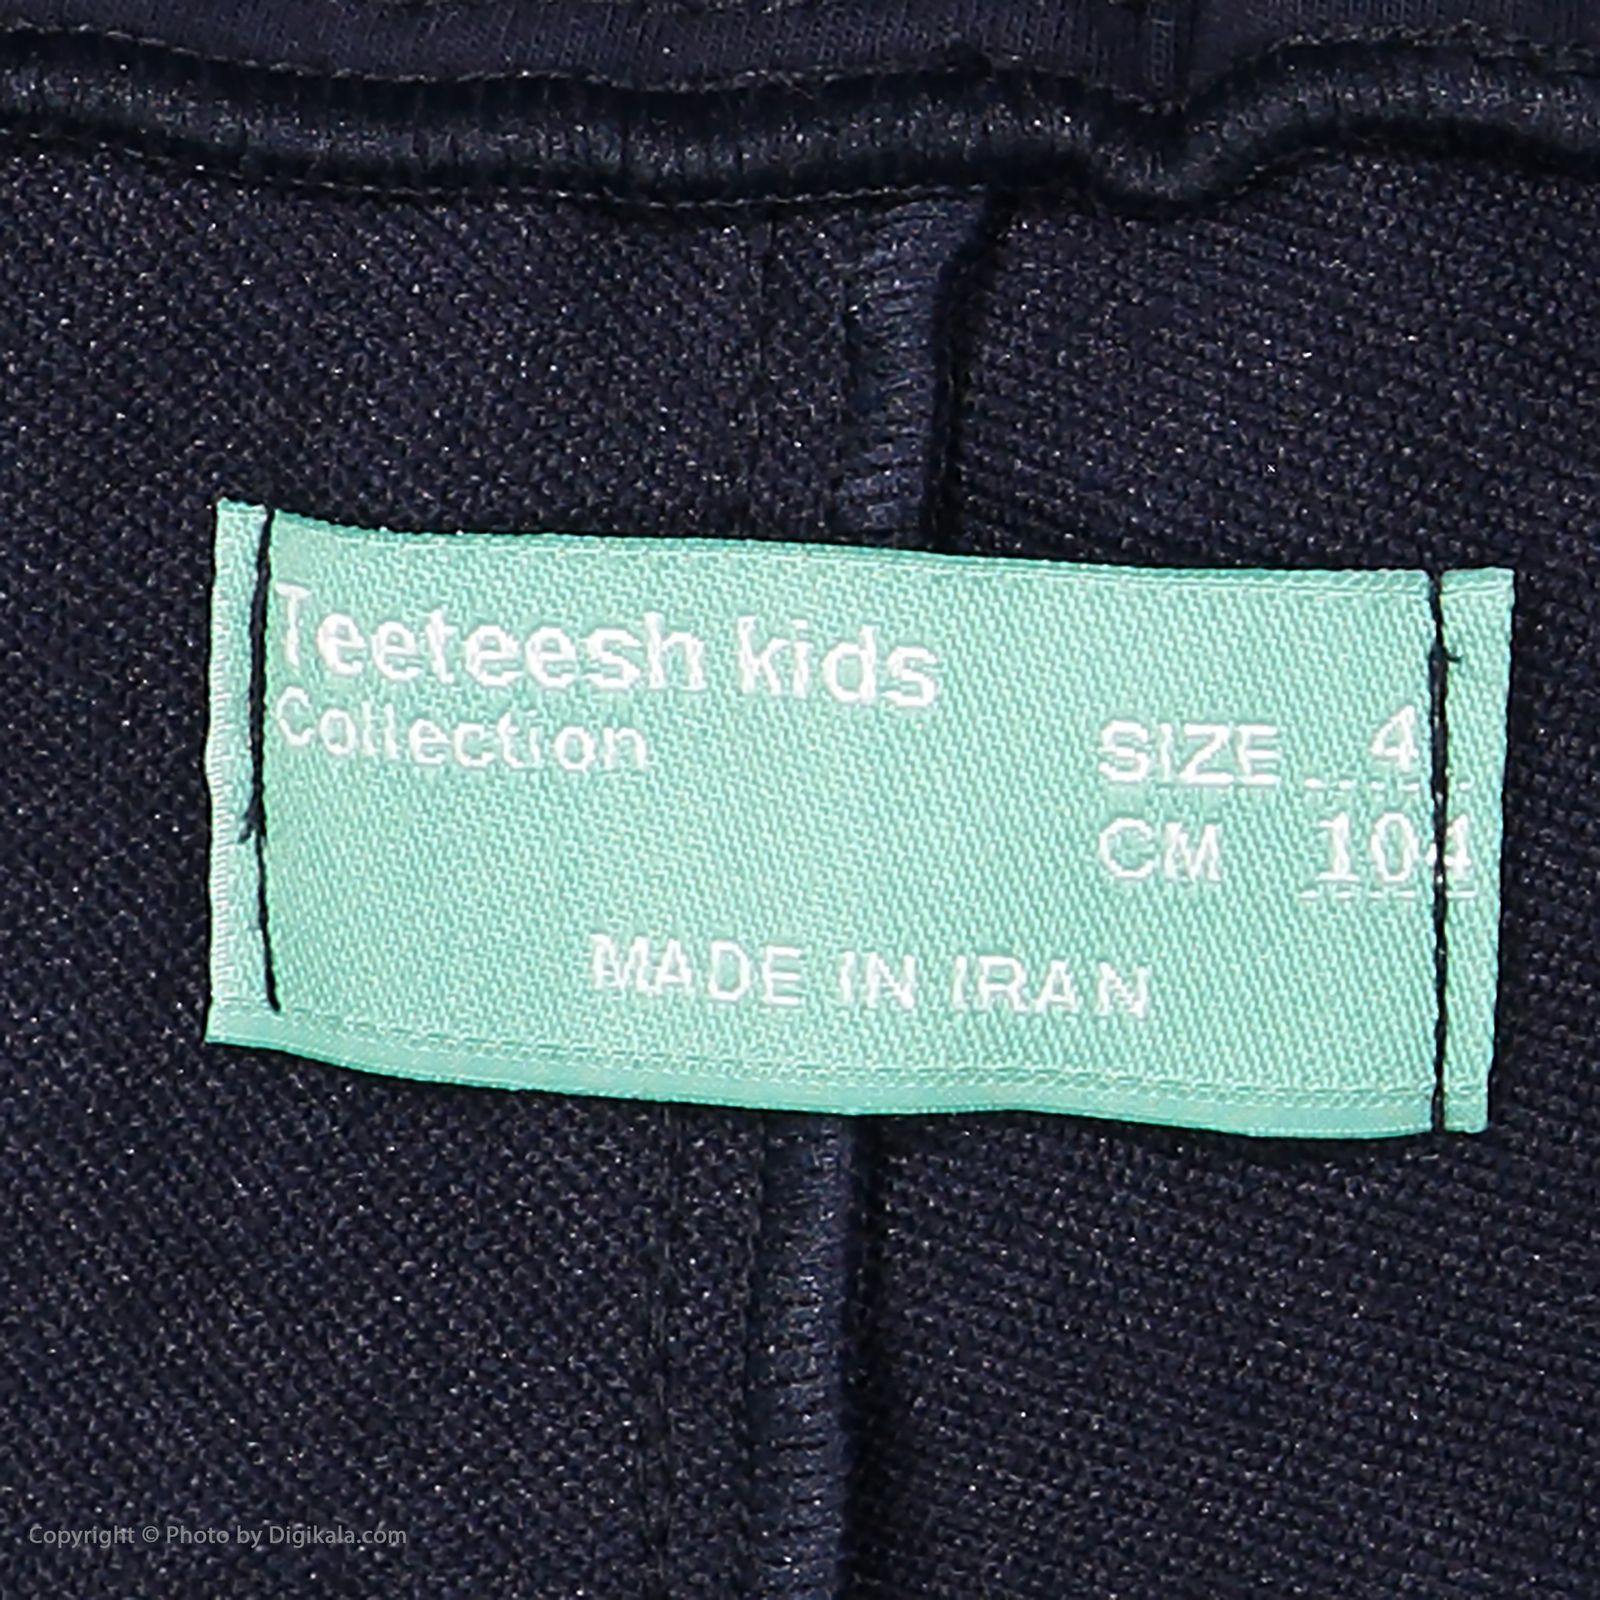 Teeteesh kids
Collection
SIZE 4
CM 104
MADE IN IRAN
Copyright © Photo by Digikala.com